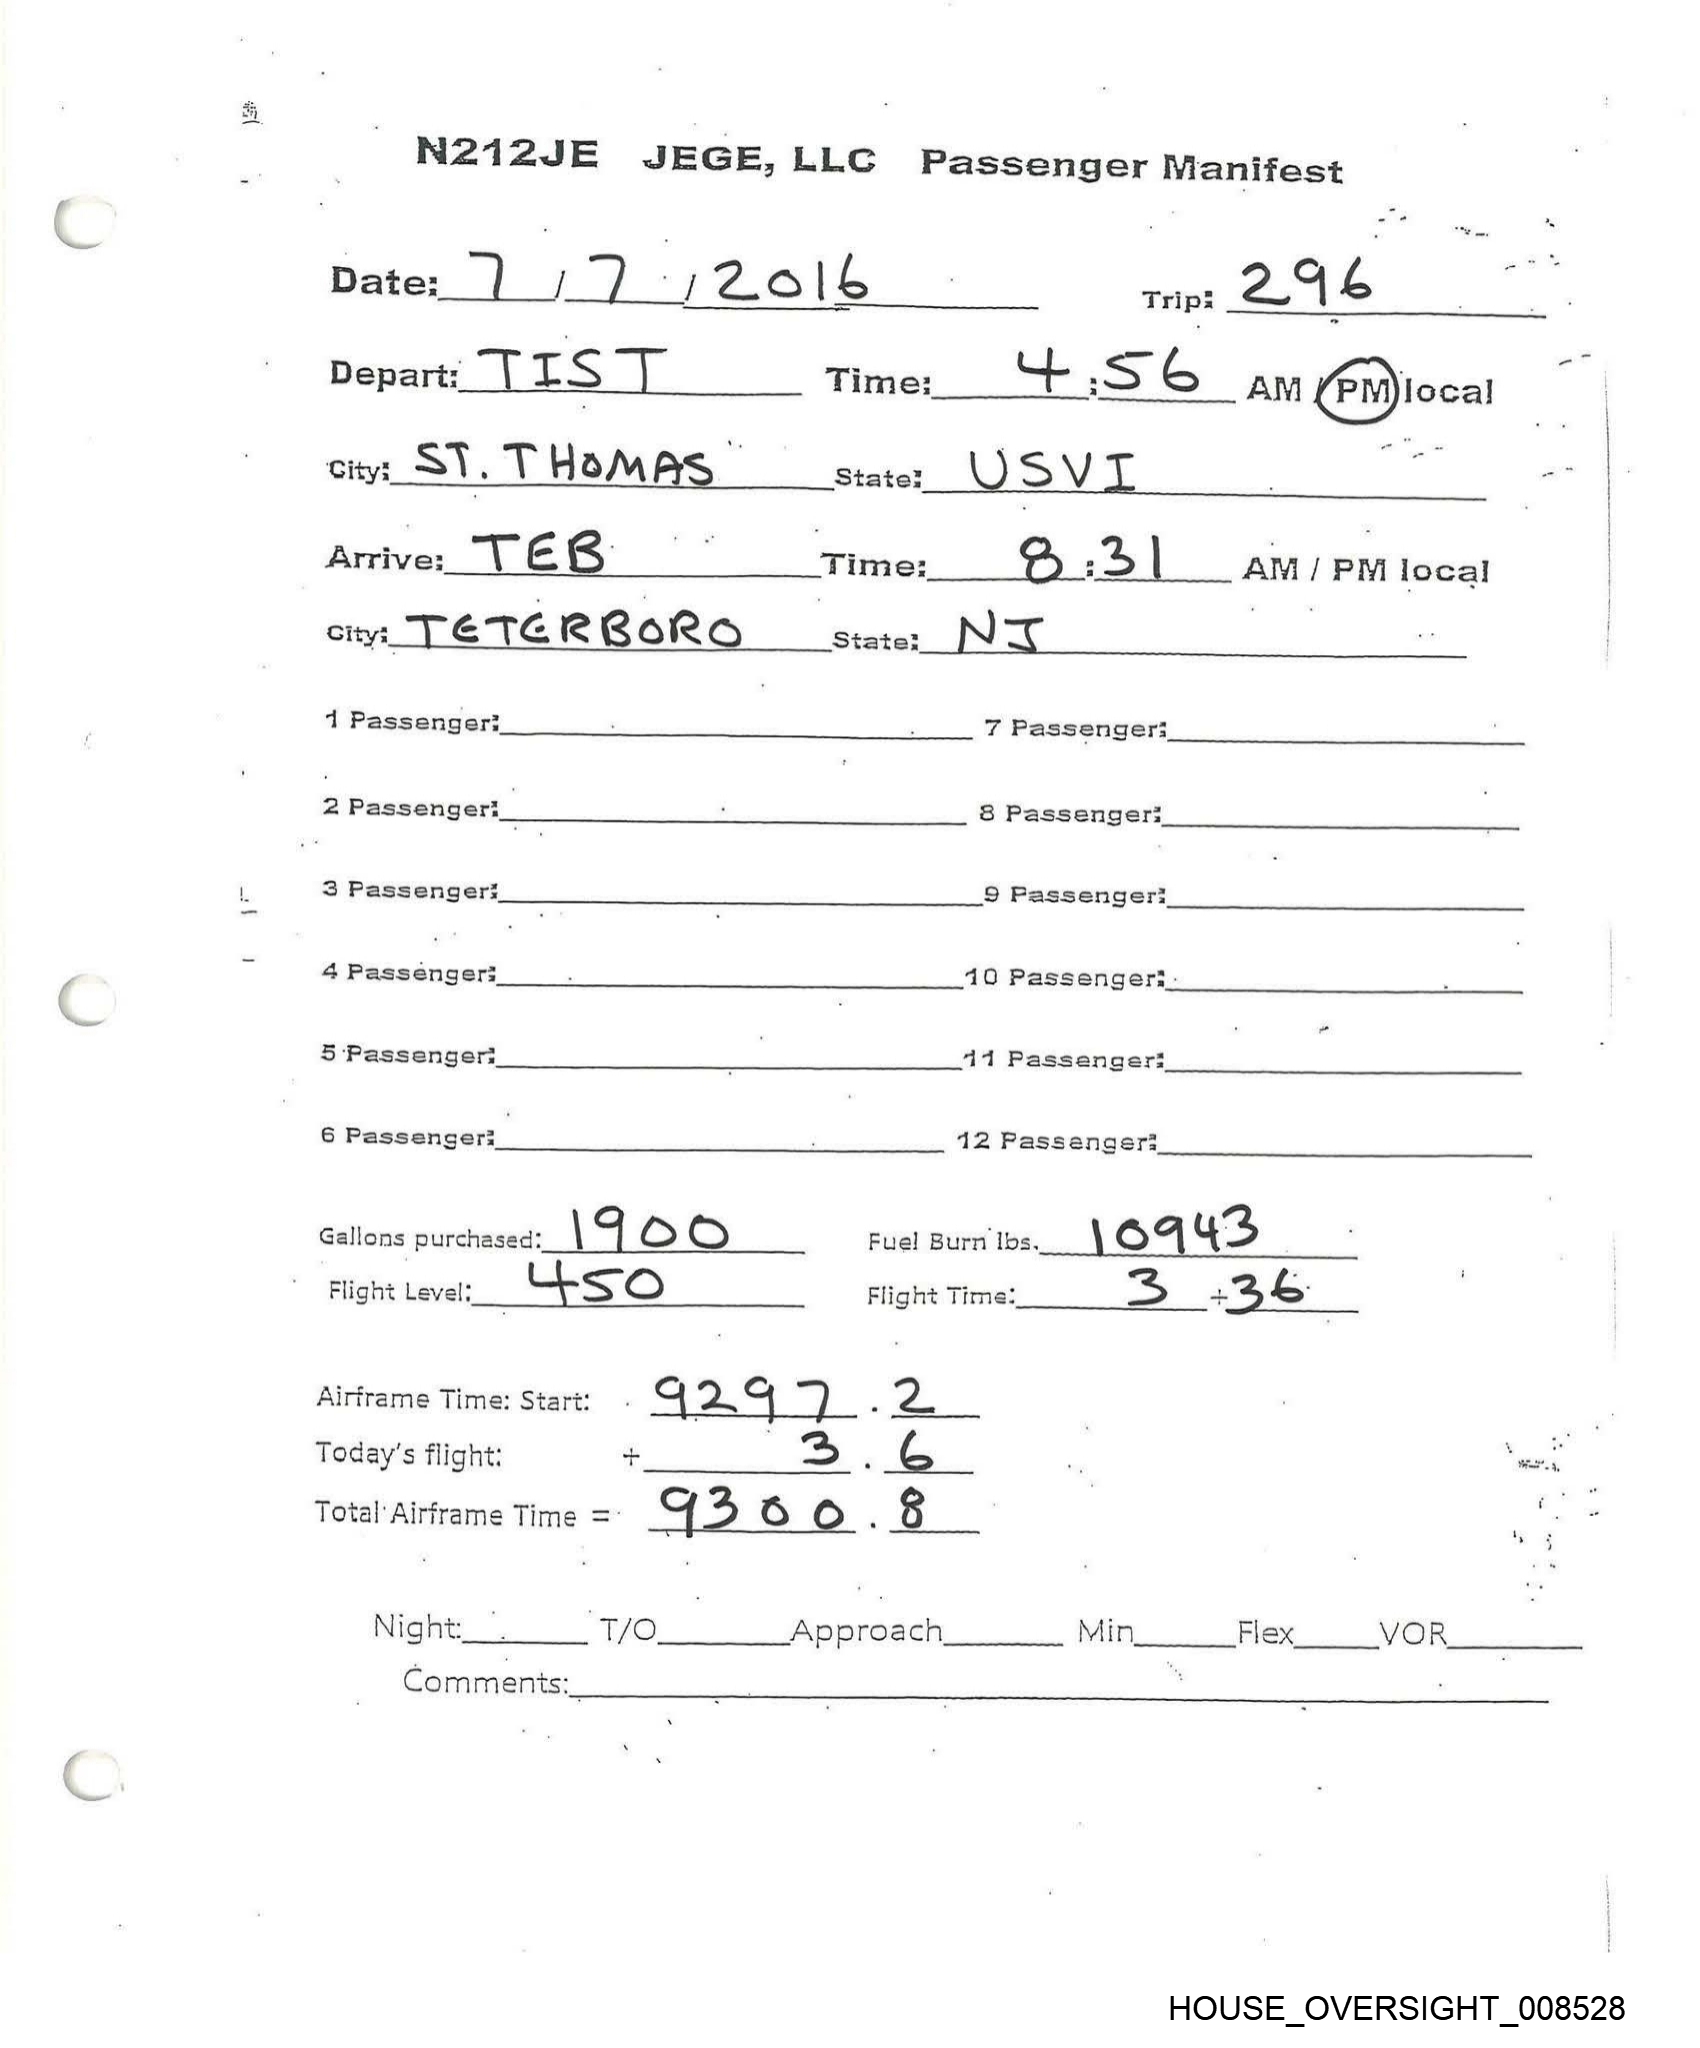 N212JE JEGE, LLC Passenger Manifest
Date: 7 / 7 / 2016 Trip: 296
Depart: TIST Time: 4:56 AM / PM local
City: ST. THOMAS State: USVI
Arrive: TEB Time: 8:31 AM / PM local
City: TETERBORO State: NJ
1 Passenger: 7 Passenger:
2 Passenger: 8 Passenger:
3 Passenger: 9 Passenger:
4 Passenger: 10 Passenger:
5 Passenger: 11 Passenger:
6 Passenger: 12 Passenger:
Gallons purchased: 1900 Fuel Burn lbs. 10943
Flight Level: 450 Flight Time: 3 + 36
Airframe Time: Start: 9297.2
Today's flight: + 3.6
Total Airframe Time = 9300.8
Night: T/O Approach Min Flex VOR
Comments:
HOUSE_OVERSIGHT_008528